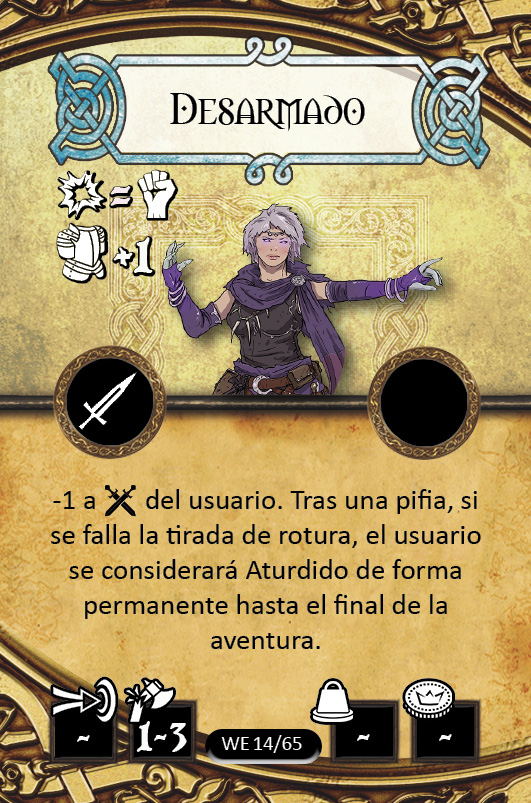 Desarmado
=
+1
-1 a del usuario. Tras una pifia, si
se falla la tirada de rotura, el usuario
se considerará Aturdido de forma
permanente hasta el final de la
aventura.
~ 1~3 WE 14/65 ~ ~